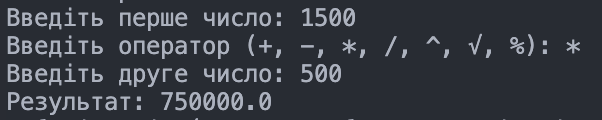 Введіть перше число: 1500
Введіть оператор (+, -, *, /, ^, √, %): *
Введіть друге число: 500
Результат: 750000.0